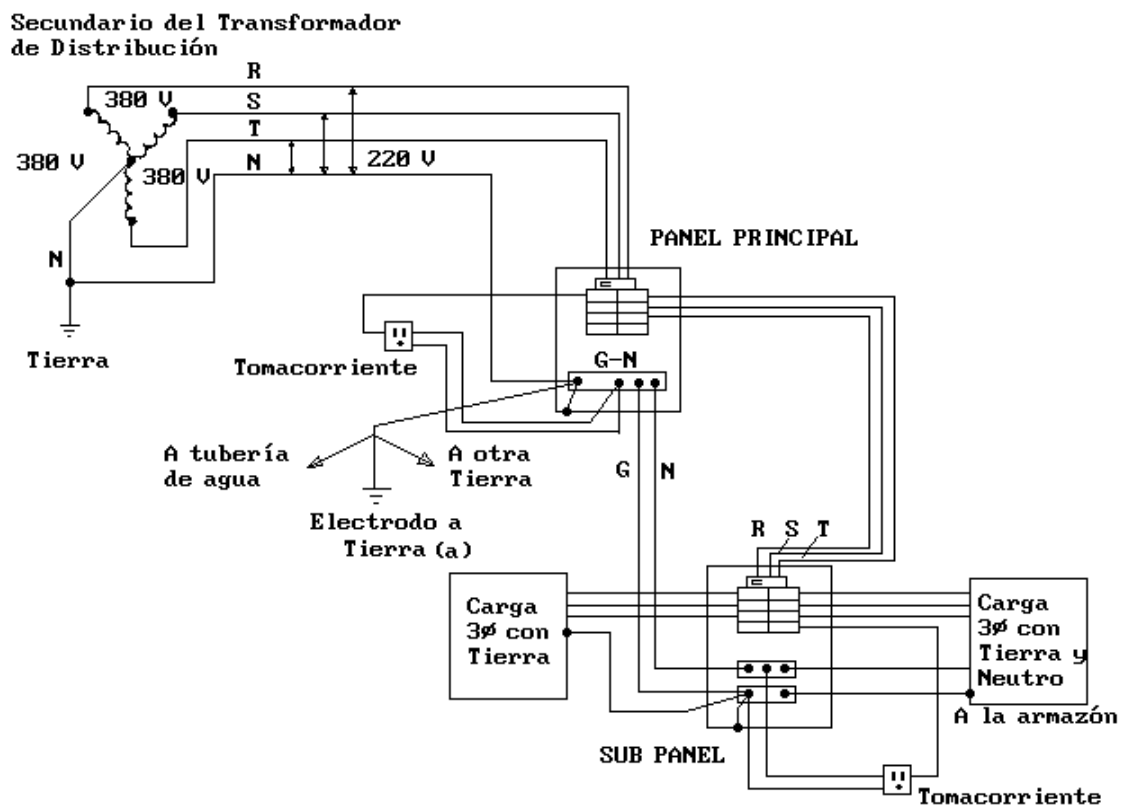 Secundario del Transformador
de Distribución
R
380 V
S
T
380 V
380 V
N
220 V
N
PANEL PRINCIPAL
Tierra
Tomacorriente
G-N
A tubería
de agua
A otra
Tierra
G
N
Electrodo a
Tierra (a)
R S T
Carga
3Ø con
Tierra
Carga
3Ø con
Tierra y
Neutro
A la armazón
SUB PANEL
Tomacorriente